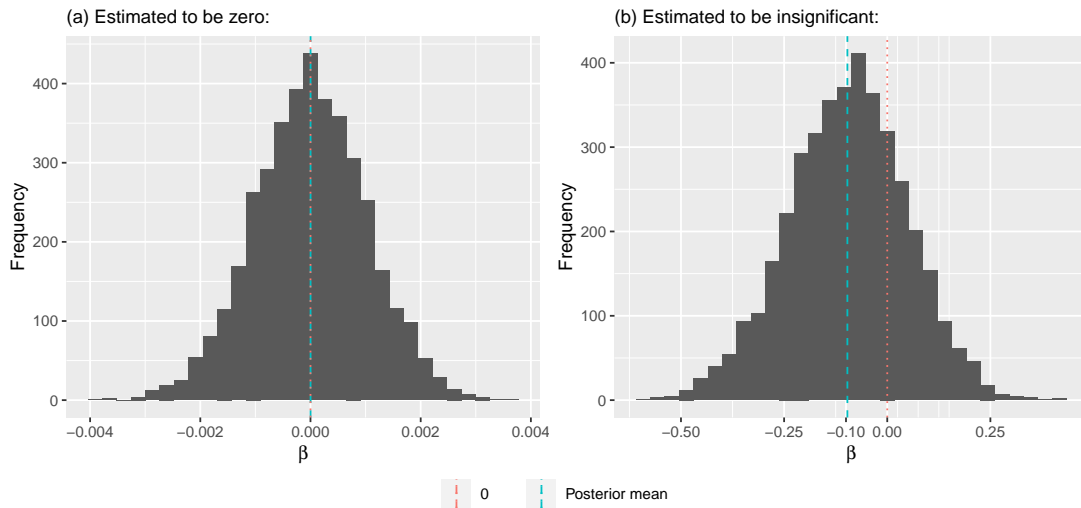 (a) Estimated to be zero:
400
300
200
100
0
Frequency
−0.004 −0.002 0.000 0.002 0.004
β
(b) Estimated to be insignificant:
400
300
200
100
0
Frequency
−0.50 −0.25 −0.10 0.00 0.25
β
0 Posterior mean